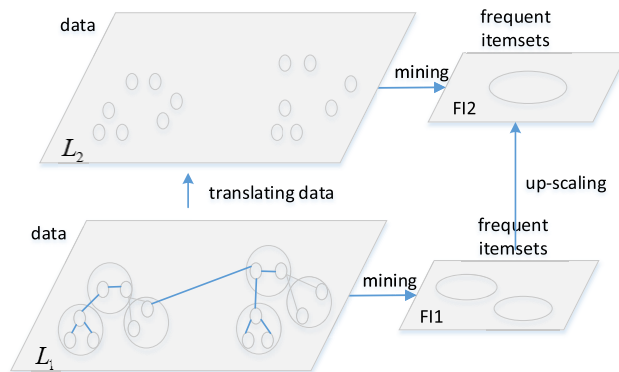 data
frequent
itemsets
mining
FI2
L2
translating data
up-scaling
data
frequent
itemsets
mining
FI1
L1